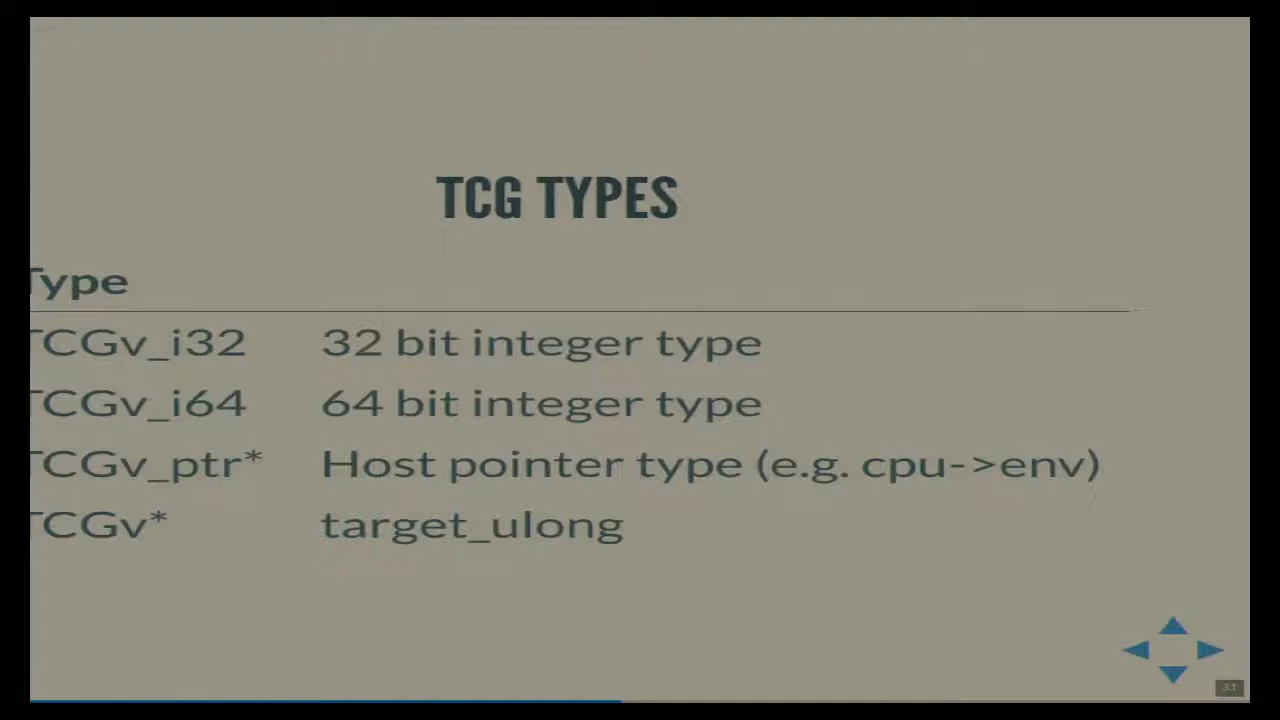 TCG TYPES
Type
TCGv_i32 32 bit integer type
TCGv_i64 64 bit integer type
TCGv_ptr* Host pointer type (e.g. cpu->env)
TCGv* target_ulong
31